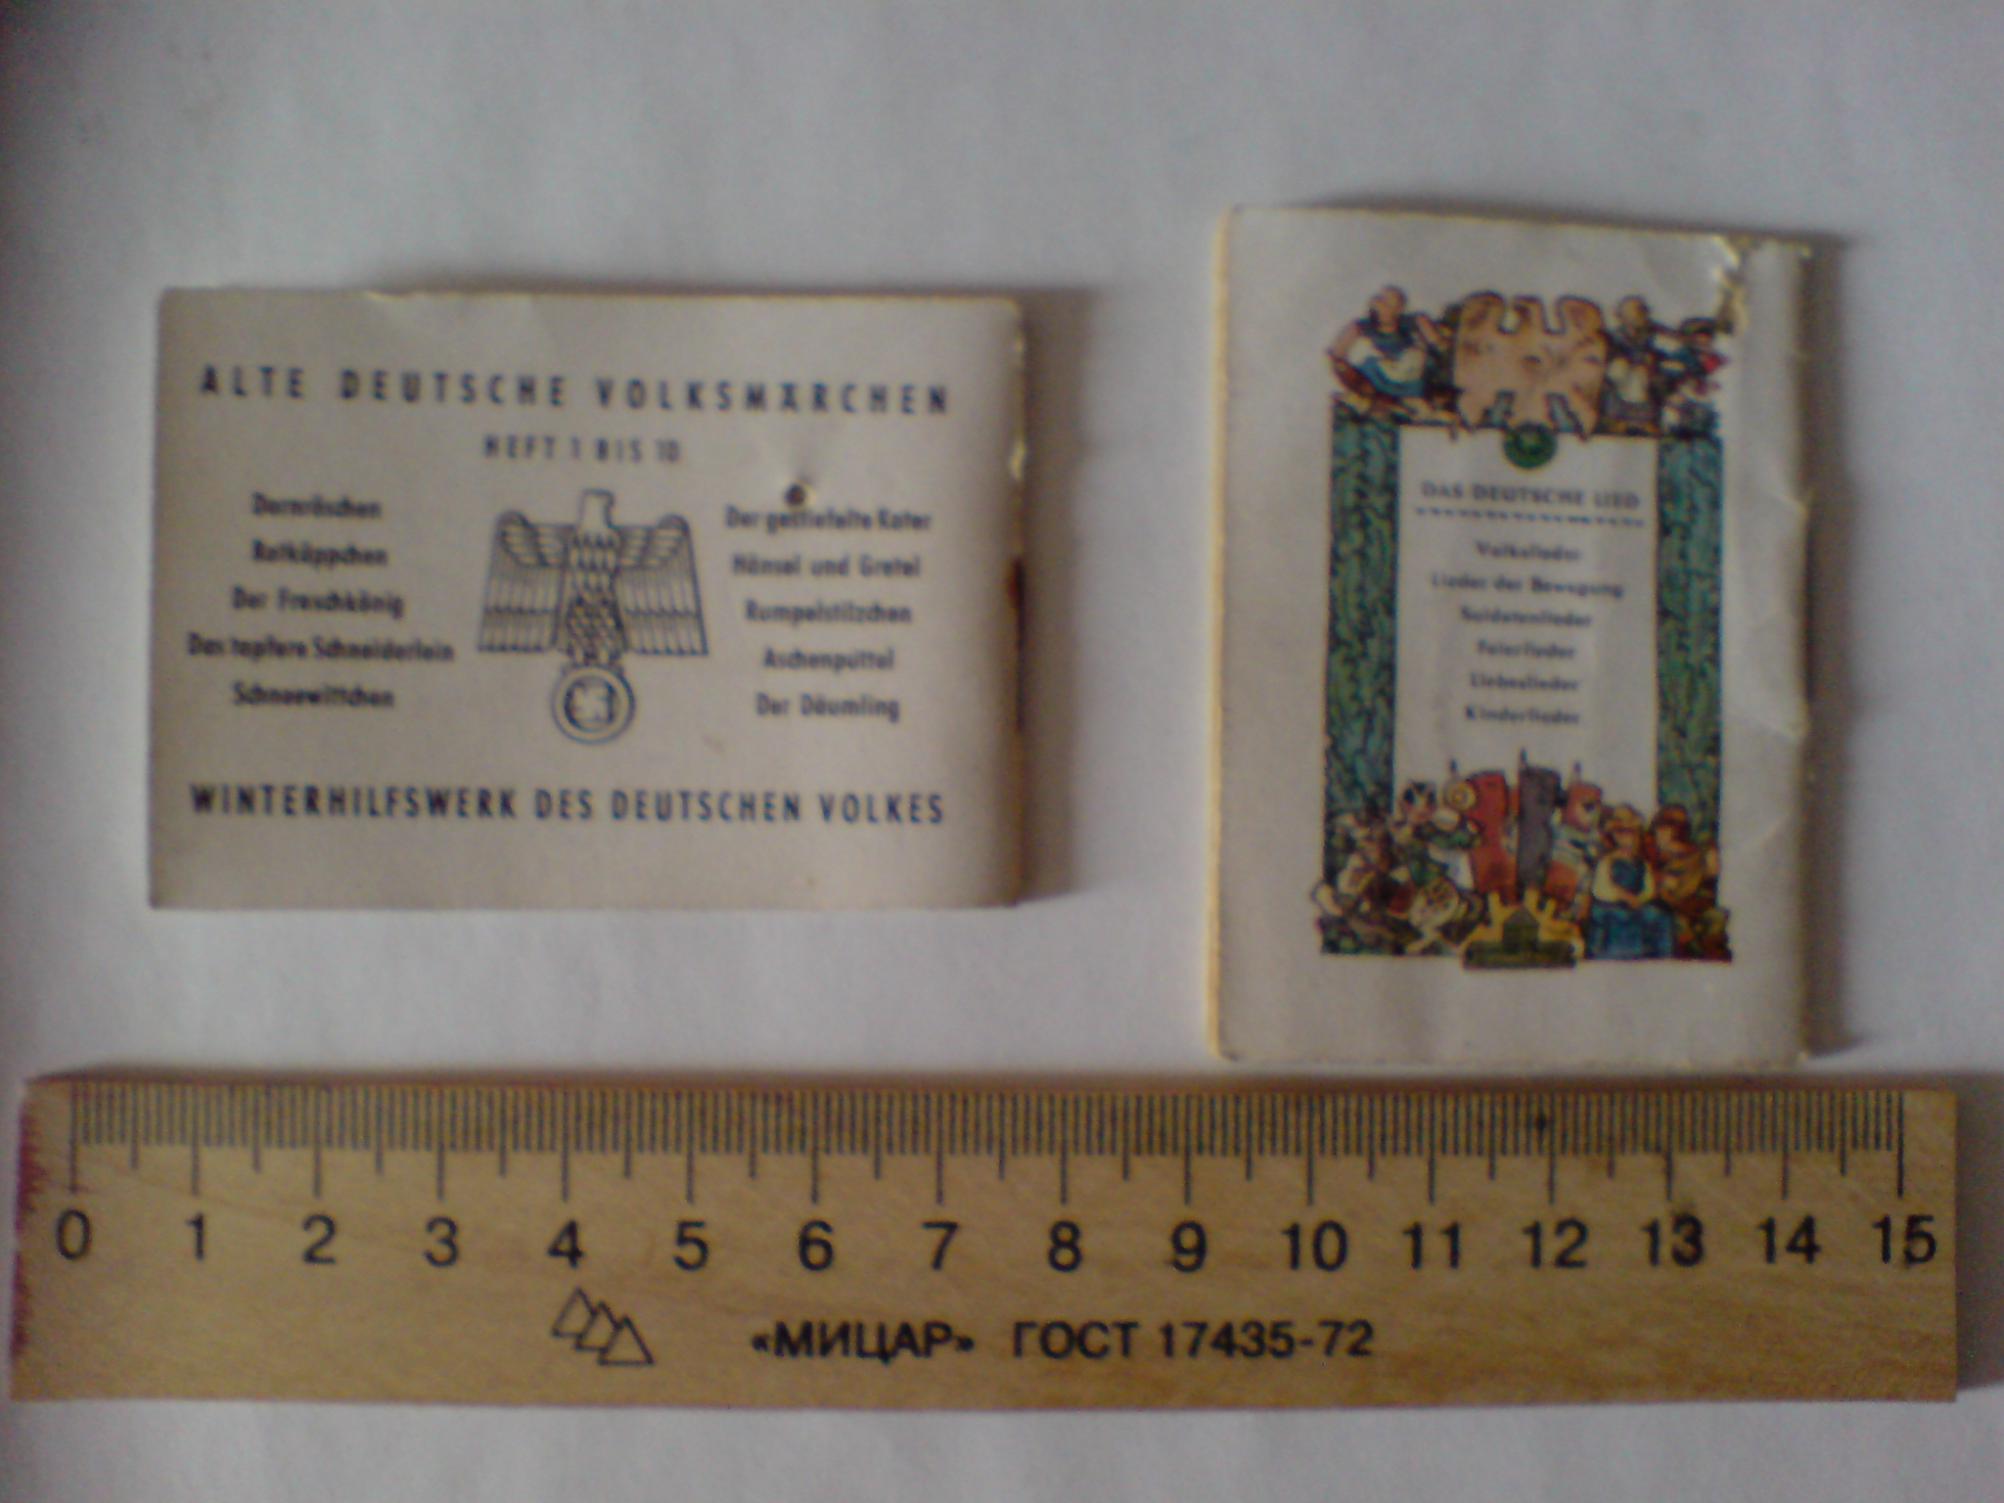 ALTE DEUTSCHE VOLKSMÄRCHEN
HEFT 1 BIS 10
Dornröschen
Rotkäppchen
Der Froschkönig
Das tapfere Schneiderlein
Schneewittchen
Der gestiefelte Kater
Hänsel und Gretel
Rumpelstilzchen
Aschenputtel
Der Däumling
WINTERHILFSWERK DES DEUTSCHEN VOLKES
DAS DEUTSCHE LIED
Volkslieder
Lieder der Bewegung
Soldatenlieder
Feierlieder
Liebeslieder
Kinderlieder
0 1 2 3 4 5 6 7 8 9 10 11 12 13 14 15
«МИЦАР» ГОСТ 17435-72